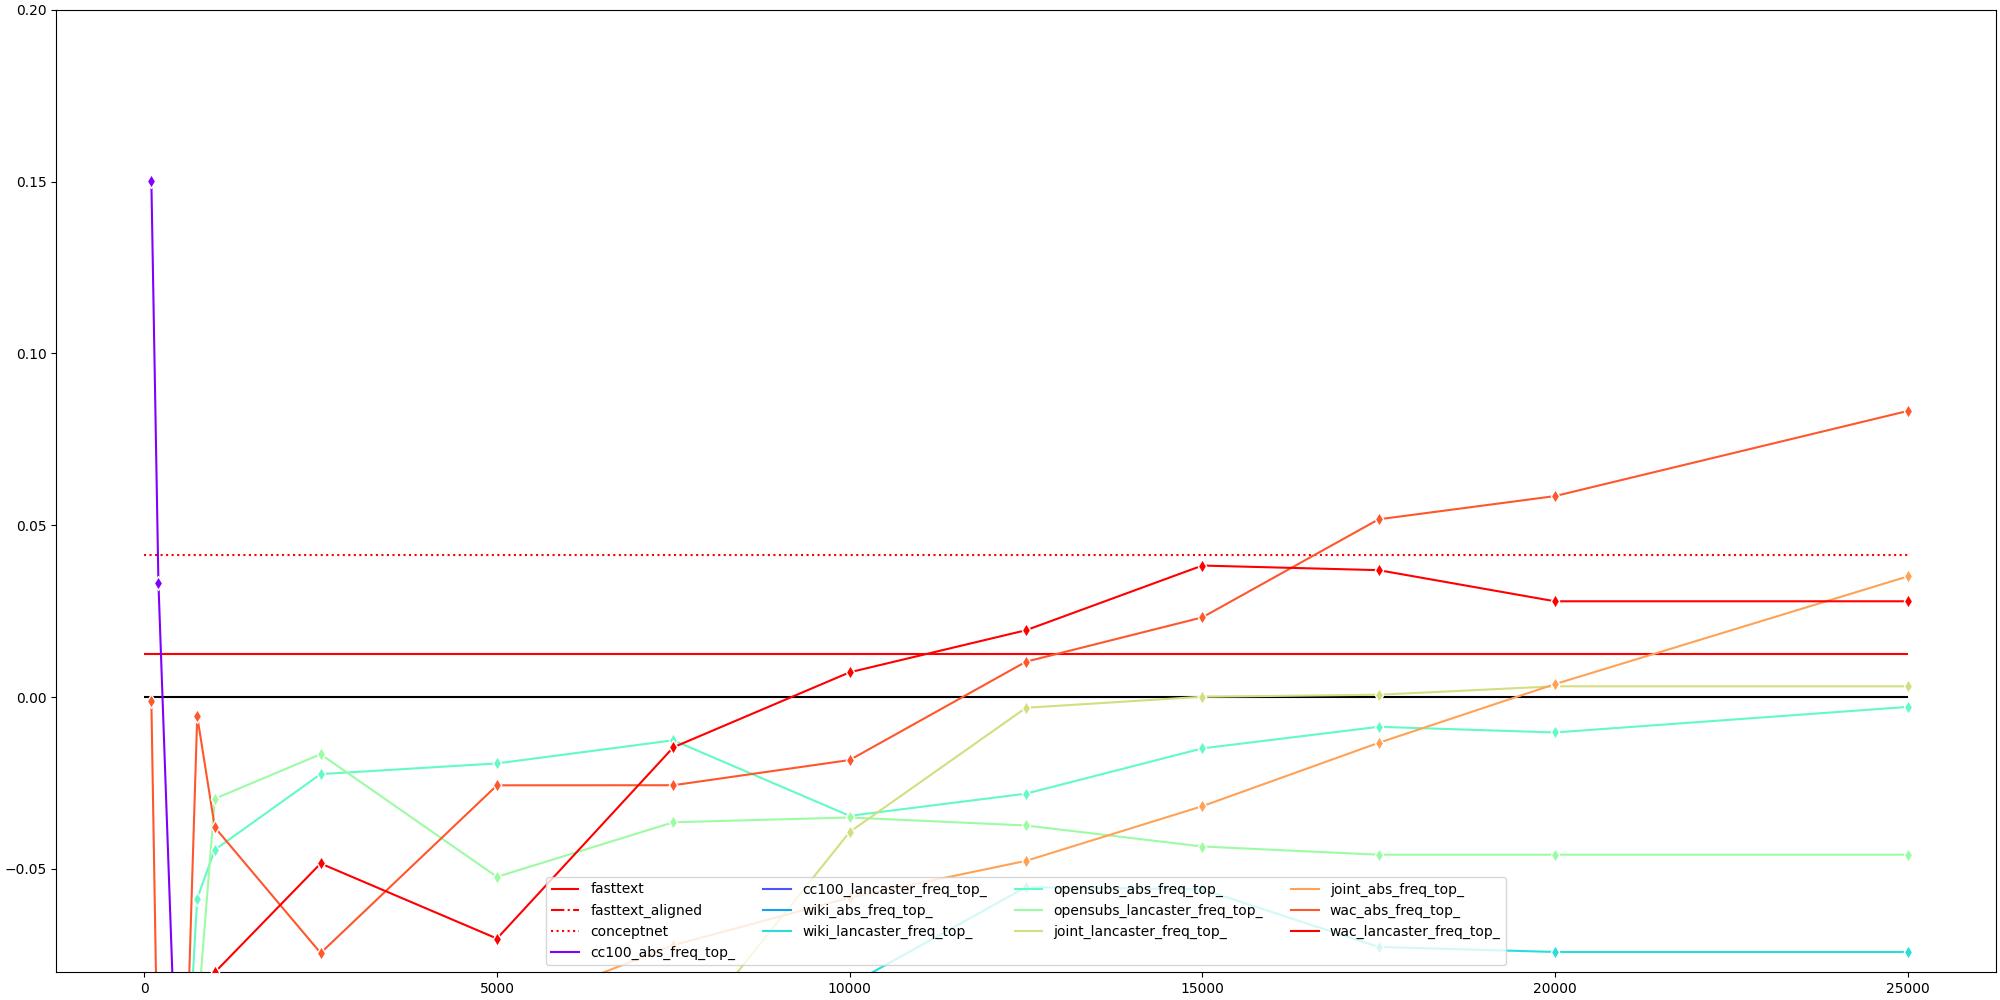 0.20
0.15
0.10
0.05
0.00
−0.05
fasttext
fasttext_aligned
conceptnet
cc100_abs_freq_top_
cc100_lancaster_freq_top_
wiki_abs_freq_top_
wiki_lancaster_freq_top_
opensubs_abs_freq_top_
opensubs_lancaster_freq_top_
joint_lancaster_freq_top_
joint_abs_freq_top_
wac_abs_freq_top_
wac_lancaster_freq_top_
0 5000 10000 15000 20000 25000